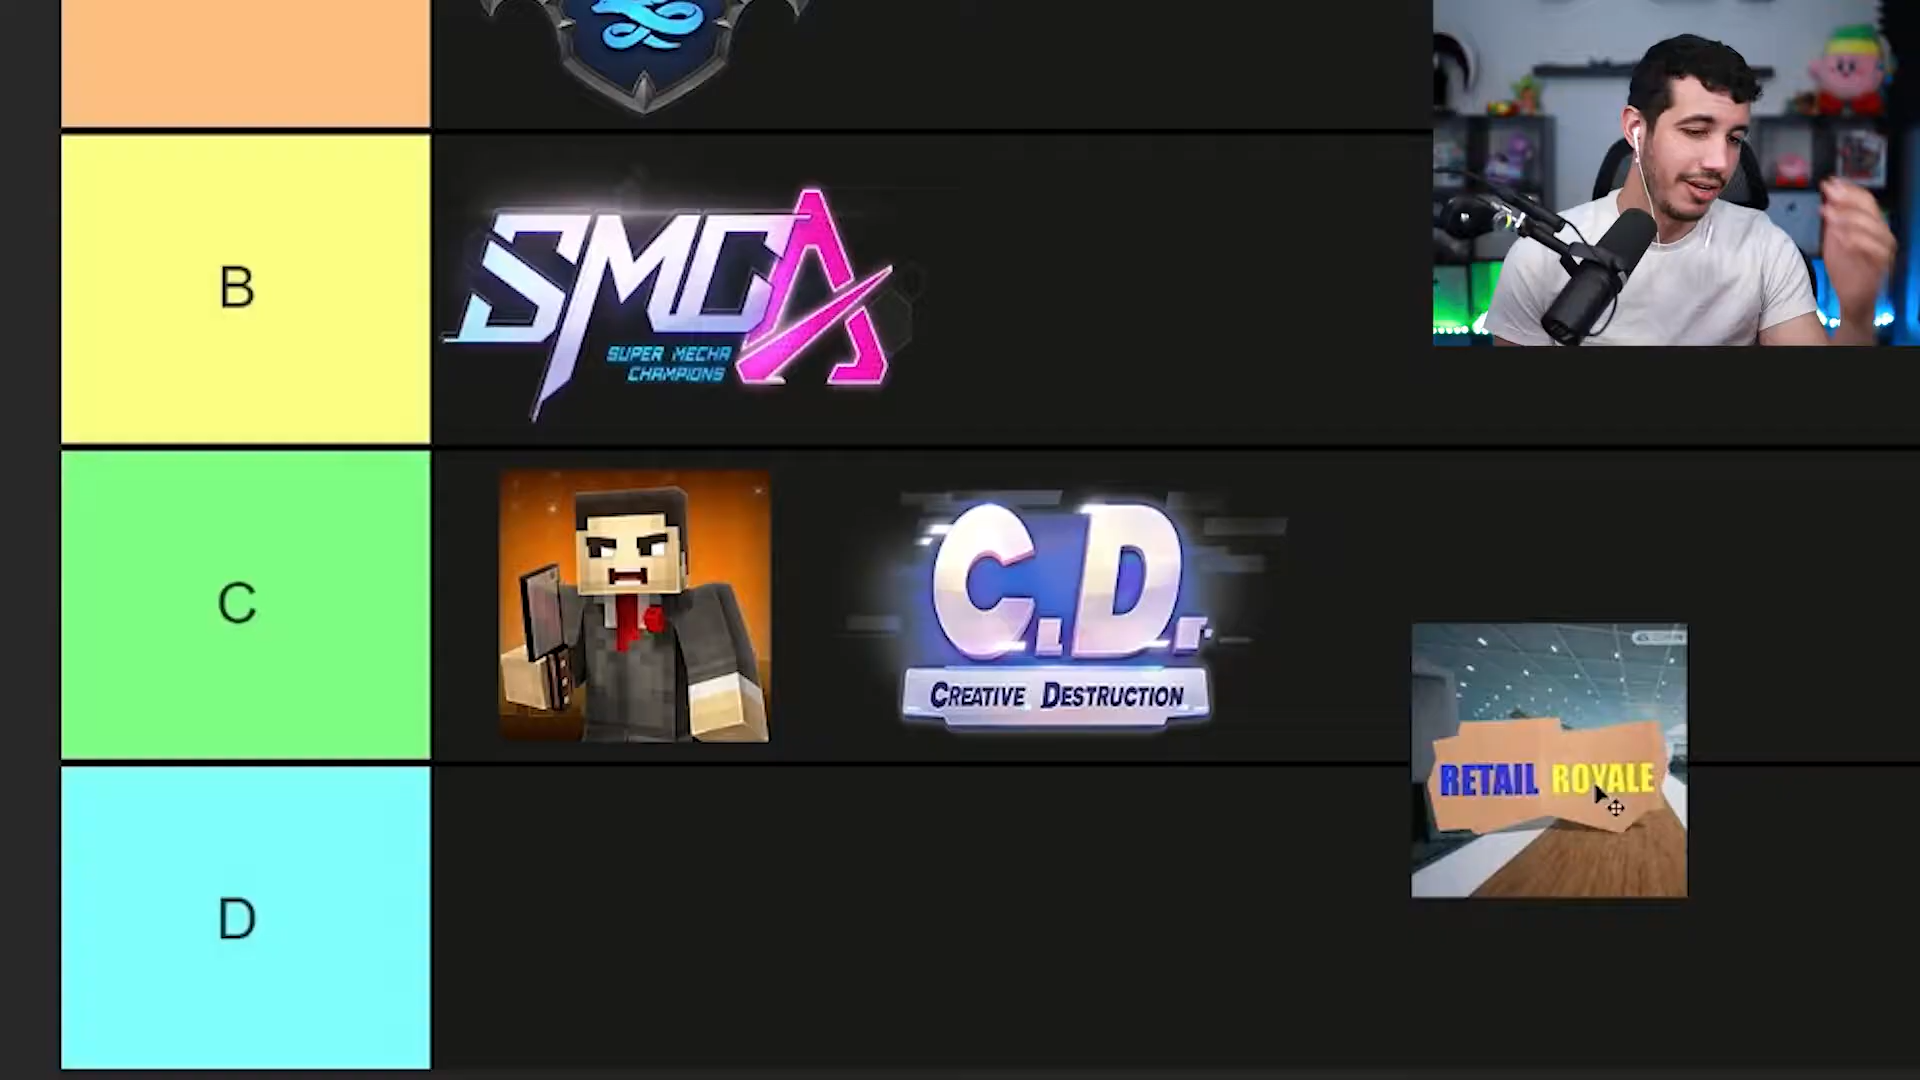 B
SMCA
SUPER MECHA
CHAMPIONS
C
C.D.
CREATIVE DESTRUCTION
RETAIL ROYALE
D